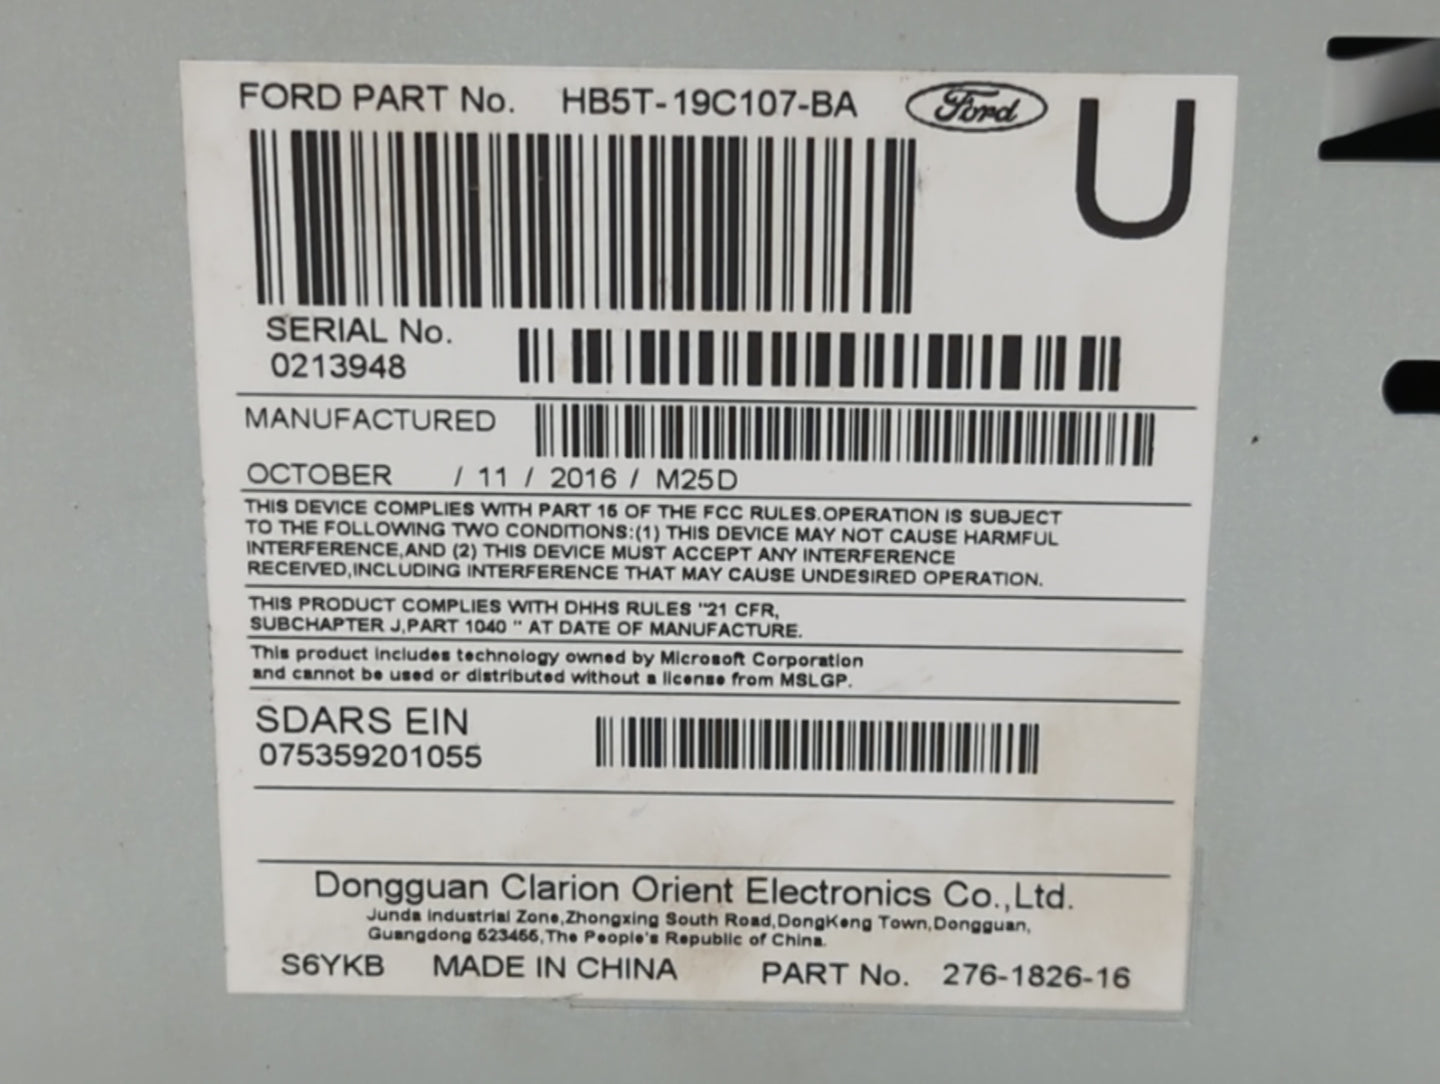 FORD PART No. HB5T-19C107-BA Ford U
SERIAL No.
0213948
MANUFACTURED
OCTOBER / 11 / 2016 / M25D
THIS DEVICE COMPLIES WITH PART 15 OF THE FCC RULES.OPERATION IS SUBJECT
TO THE FOLLOWING TWO CONDITIONS:(1) THIS DEVICE MAY NOT CAUSE HARMFUL
INTERFERENCE,AND (2) THIS DEVICE MUST ACCEPT ANY INTERFERENCE
RECEIVED,INCLUDING INTERFERENCE THAT MAY CAUSE UNDESIRED OPERATION.
THIS PRODUCT COMPLIES WITH DHHS RULES "21 CFR,
SUBCHAPTER J,PART 1040 " AT DATE OF MANUFACTURE.
This product includes technology owned by Microsoft Corporation
and cannot be used or distributed without a license from MSLGP.
SDARS EIN
075359201055
Dongguan Clarion Orient Electronics Co.,Ltd.
Junda Industrial Zone,Zhongxing South Road,DongKeng Town,Dongguan,
Guangdong 523455,The People's Republic of China.
S6YKB MADE IN CHINA PART No. 276-1826-16